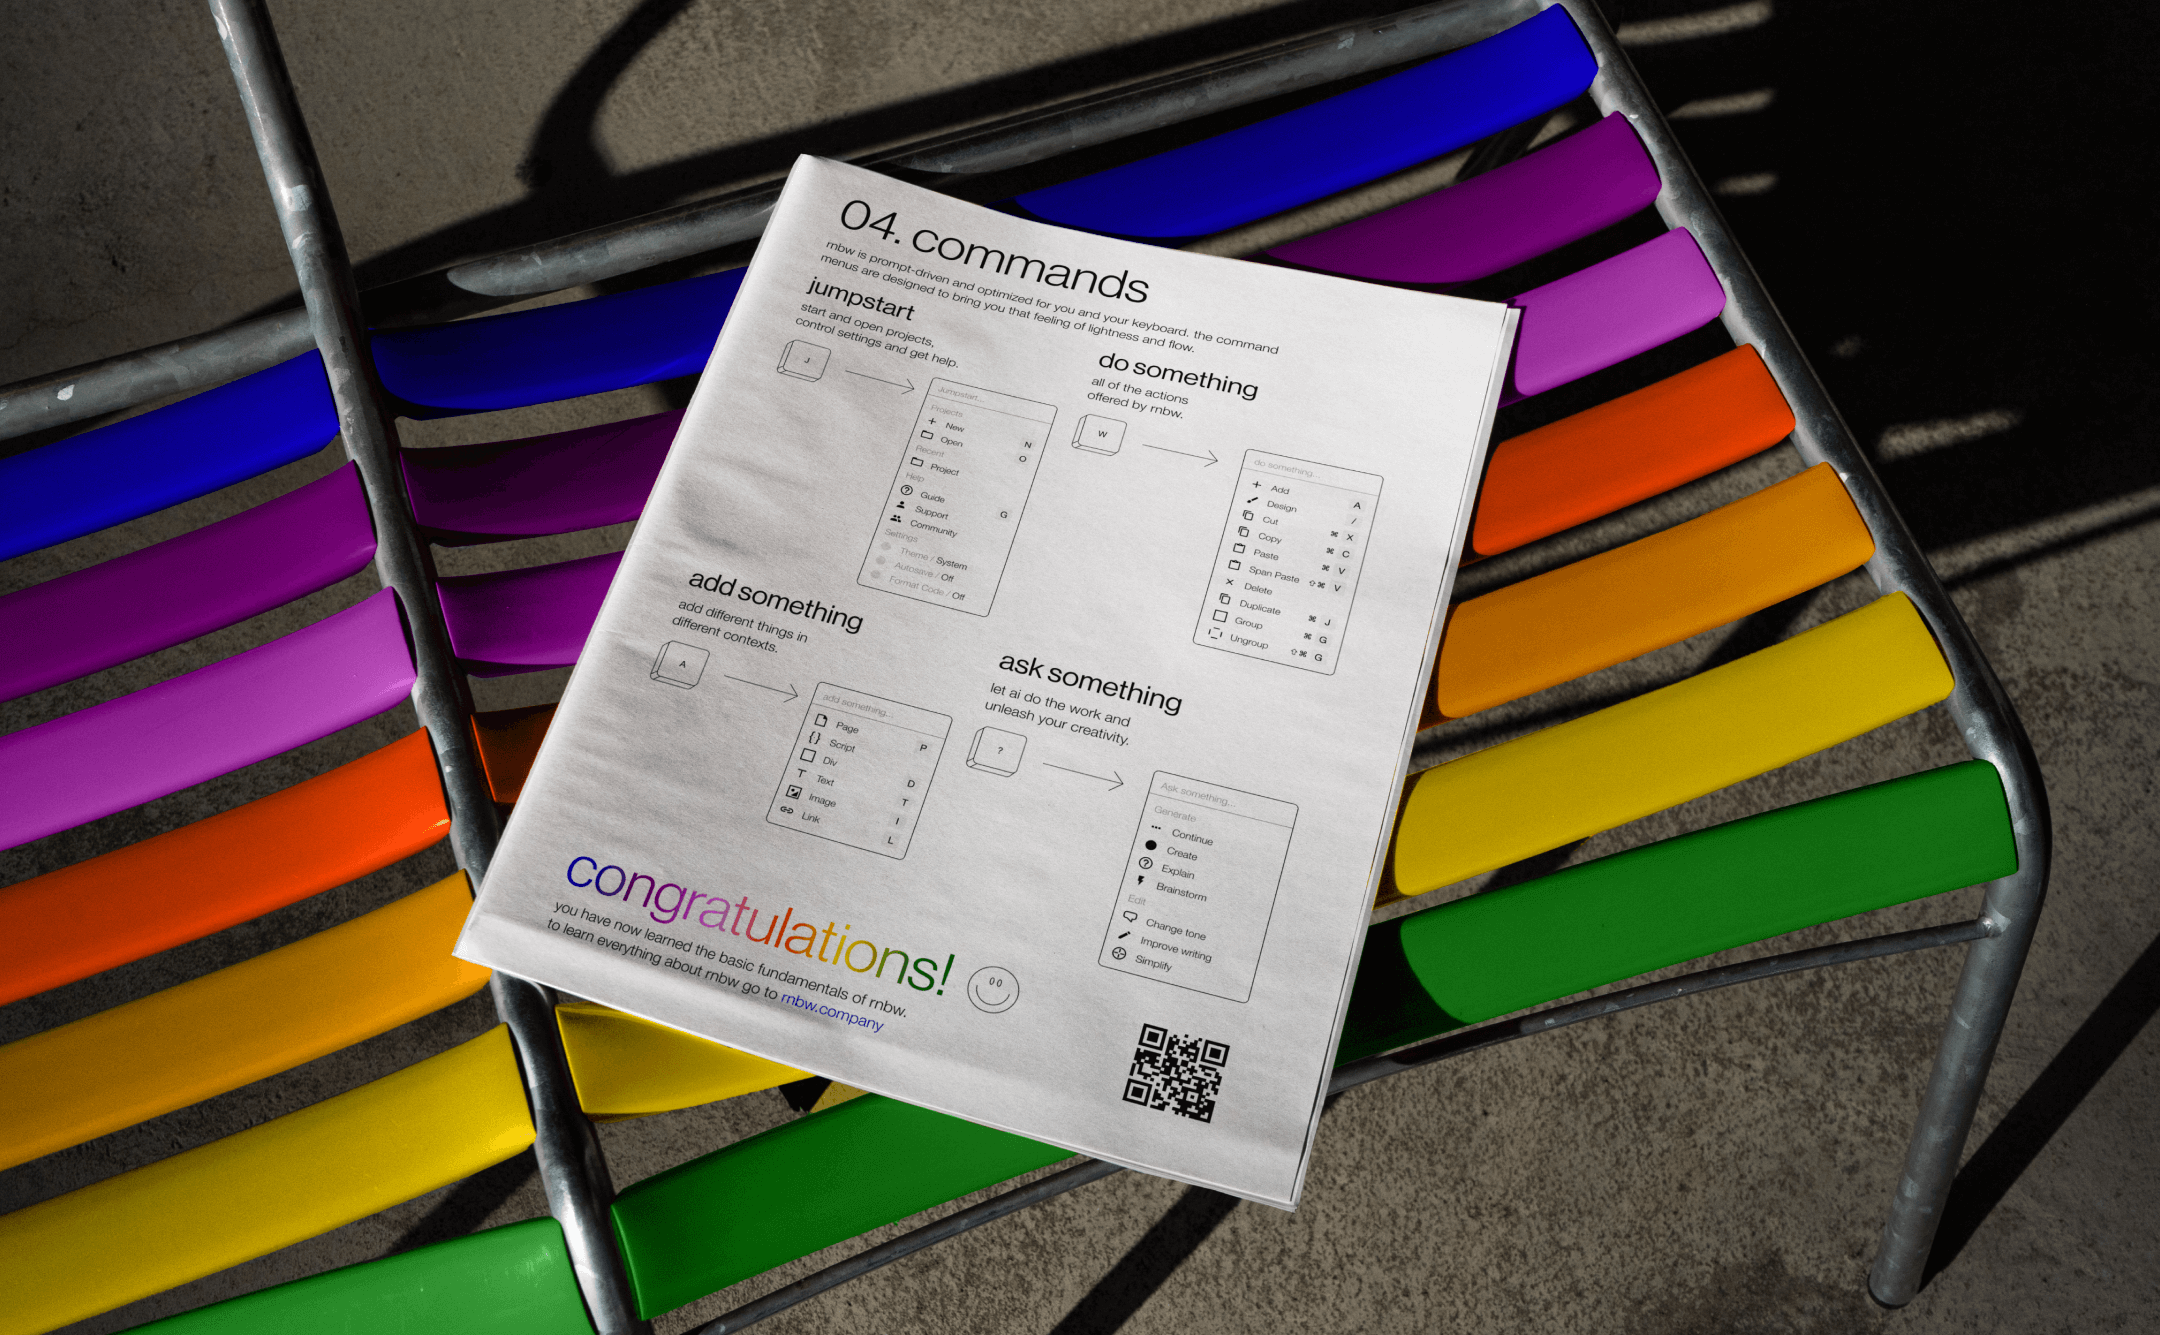 04. commands
rnbw is prompt-driven and optimized for you and your keyboard. the command
menus are designed to bring you that feeling of lightness and flow.
jumpstart
start and open projects,
control settings and get help.
J
Jumpstart...
Projects
New N
Open O
Recent
Project
Help
Guide G
Support
Community
Settings
Theme / System
Autosave / Off
Format Code / Off
do something
all of the actions
offered by rnbw.
W
do something...
Add A
Design /
Cut ⌘ X
Copy ⌘ C
Paste ⌘ V
Span Paste ⇧⌘ V
Delete
Duplicate ⌘ J
Group ⌘ G
Ungroup ⇧⌘ G
add something
add different things in
different contexts.
A
add something...
Page P
Script
Div D
Text T
Image I
Link L
ask something
let ai do the work and
unleash your creativity.
?
Ask something...
Generate
Continue
Create
Explain
Brainstorm
Edit
Change tone
Improve writing
Simplify
congratulations!
you have now learned the basic fundamentals of rnbw.
to learn everything about rnbw go to rnbw.company